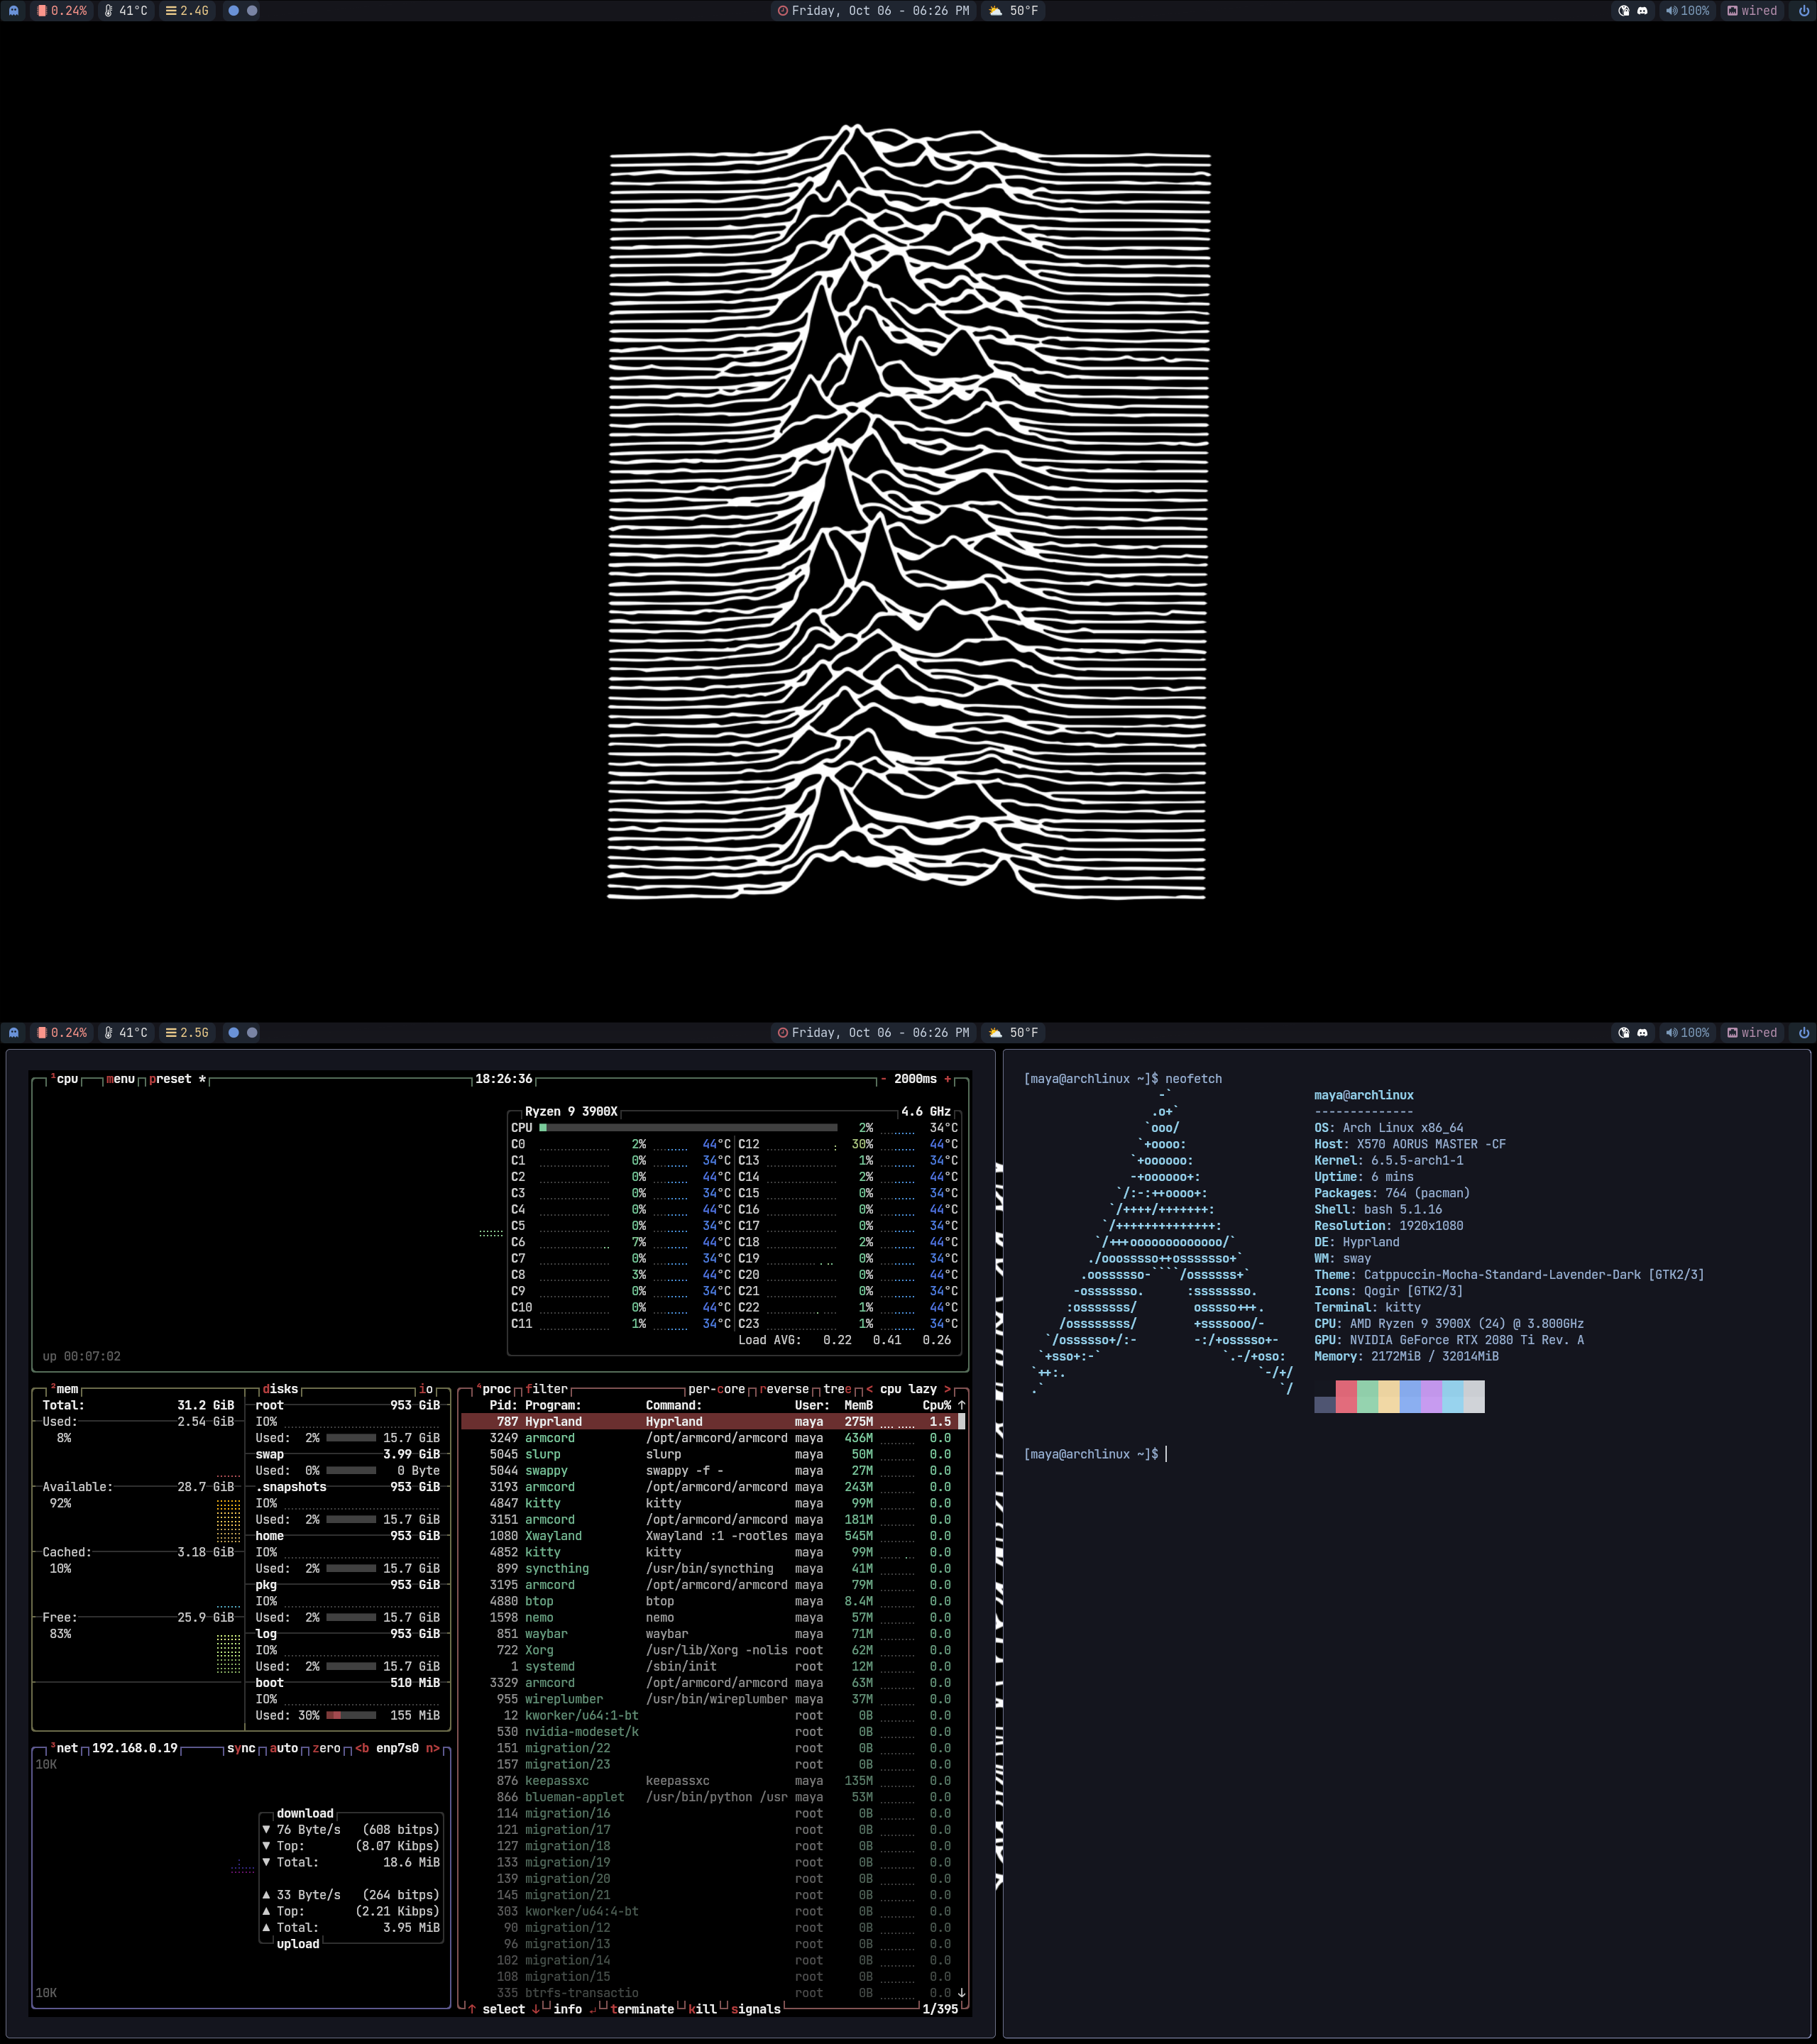 0.24% 41°C 2.4G Friday, Oct 06 - 06:26 PM 50°F 100% wired
0.24% 41°C 2.5G Friday, Oct 06 - 06:26 PM 50°F 100% wired
¹cpu menu preset * 18:26:36 - 2000ms +
Ryzen 9 3900X 4.6 GHz
CPU 2% 34°C
C0 2% 44°C C12 30% 44°C
C1 0% 34°C C13 1% 34°C
C2 0% 44°C C14 2% 44°C
C3 0% 34°C C15 0% 34°C
C4 0% 44°C C16 0% 44°C
C5 0% 34°C C17 0% 34°C
C6 7% 44°C C18 2% 44°C
C7 0% 34°C C19 0% 34°C
C8 3% 44°C C20 0% 44°C
C9 0% 34°C C21 0% 34°C
C10 0% 44°C C22 1% 44°C
C11 1% 34°C C23 1% 34°C
Load AVG: 0.22 0.41 0.26
up 00:07:02
²mem disks io
Total: 31.2 GiB
Used: 2.54 GiB
8%
Available: 28.7 GiB
92%
Cached: 3.18 GiB
10%
Free: 25.9 GiB
83%
root 953 GiB
IO%
Used: 2% 15.7 GiB
swap 3.99 GiB
Used: 0% 0 Byte
.snapshots 953 GiB
IO%
Used: 2% 15.7 GiB
home 953 GiB
IO%
Used: 2% 15.7 GiB
pkg 953 GiB
IO%
Used: 2% 15.7 GiB
log 953 GiB
IO%
Used: 2% 15.7 GiB
boot 510 MiB
IO%
Used: 30% 155 MiB
³net 192.168.0.19 sync auto zero <b enp7s0 n>
10K
download
▼ 76 Byte/s (608 bitps)
▼ Top: (8.07 Kibps)
▼ Total: 18.6 MiB
▲ 33 Byte/s (264 bitps)
▲ Top: (2.21 Kibps)
▲ Total: 3.95 MiB
upload
10K
⁴proc filter per-core reverse tree < cpu lazy >
Pid: Program: Command: User: MemB Cpu% ↑
787 Hyprland Hyprland maya 275M 1.5
3249 armcord /opt/armcord/armcord maya 436M 0.0
5045 slurp slurp maya 50M 0.0
5044 swappy swappy -f - maya 27M 0.0
3193 armcord /opt/armcord/armcord maya 243M 0.0
4847 kitty kitty maya 99M 0.0
3151 armcord /opt/armcord/armcord maya 181M 0.0
1080 Xwayland Xwayland :1 -rootles maya 545M 0.0
4852 kitty kitty maya 99M 0.0
899 syncthing /usr/bin/syncthing maya 41M 0.0
3195 armcord /opt/armcord/armcord maya 79M 0.0
4880 btop btop maya 8.4M 0.0
1598 nemo nemo maya 57M 0.0
851 waybar waybar maya 71M 0.0
722 Xorg /usr/lib/Xorg -nolis root 62M 0.0
1 systemd /sbin/init root 12M 0.0
3329 armcord /opt/armcord/armcord maya 63M 0.0
955 wireplumber /usr/bin/wireplumber maya 37M 0.0
12 kworker/u64:1-bt root 0B 0.0
530 nvidia-modeset/k root 0B 0.0
151 migration/22 root 0B 0.0
157 migration/23 root 0B 0.0
876 keepassxc keepassxc maya 135M 0.0
866 blueman-applet /usr/bin/python /usr maya 53M 0.0
114 migration/16 root 0B 0.0
121 migration/17 root 0B 0.0
127 migration/18 root 0B 0.0
133 migration/19 root 0B 0.0
139 migration/20 root 0B 0.0
145 migration/21 root 0B 0.0
303 kworker/u64:4-bt root 0B 0.0
90 migration/12 root 0B 0.0
96 migration/13 root 0B 0.0
102 migration/14 root 0B 0.0
108 migration/15 root 0B 0.0
335 btrfs-transactio root 0B 0.0 ↓
↑ select ↓ info ↲ terminate kill signals 1/395
[maya@archlinux ~]$ neofetch
maya@archlinux
--------------
OS: Arch Linux x86_64
Host: X570 AORUS MASTER -CF
Kernel: 6.5.5-arch1-1
Uptime: 6 mins
Packages: 764 (pacman)
Shell: bash 5.1.16
Resolution: 1920x1080
DE: Hyprland
WM: sway
Theme: Catppuccin-Mocha-Standard-Lavender-Dark [GTK2/3]
Icons: Qogir [GTK2/3]
Terminal: kitty
CPU: AMD Ryzen 9 3900X (24) @ 3.800GHz
GPU: NVIDIA GeForce RTX 2080 Ti Rev. A
Memory: 2172MiB / 32014MiB
[maya@archlinux ~]$